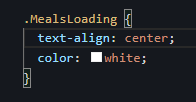 .MealsLoading {
  text-align: center;
  color: white;
}